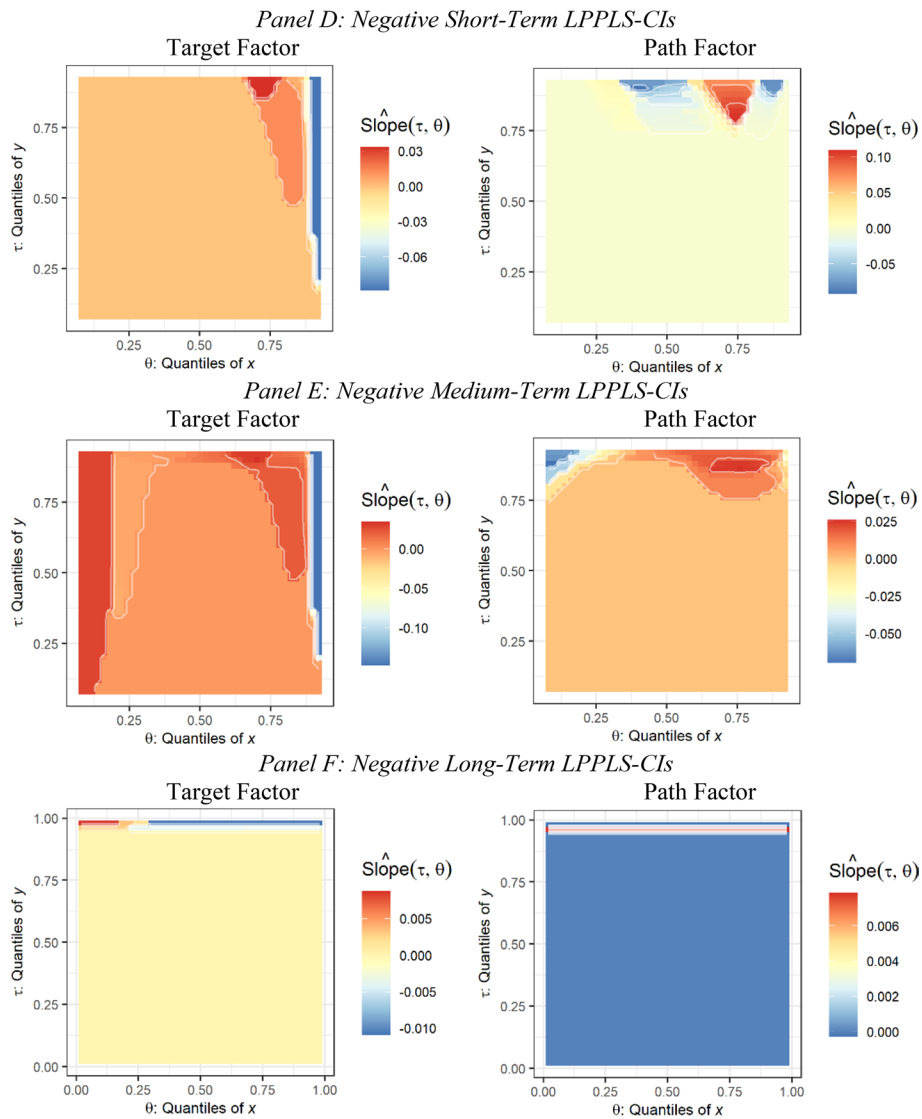 Panel D: Negative Short-Term LPPLS-CIs
Target Factor
Path Factor
0.75
0.50
0.25
τ: Quantiles of y
0.25 0.50 0.75
θ: Quantiles of x
Slope^(τ, θ)
0.03
0.00
-0.03
-0.06
0.75
0.50
0.25
τ: Quantiles of y
0.25 0.50 0.75
θ: Quantiles of x
Slope^(τ, θ)
0.10
0.05
0.00
-0.05
Panel E: Negative Medium-Term LPPLS-CIs
Target Factor
Path Factor
0.75
0.50
0.25
τ: Quantiles of y
0.25 0.50 0.75
θ: Quantiles of x
Slope^(τ, θ)
0.00
-0.05
-0.10
0.75
0.50
0.25
τ: Quantiles of y
0.25 0.50 0.75
θ: Quantiles of x
Slope^(τ, θ)
0.025
0.000
-0.025
-0.050
Panel F: Negative Long-Term LPPLS-CIs
Target Factor
Path Factor
1.00
0.75
0.50
0.25
0.00
τ: Quantiles of y
0.00 0.25 0.50 0.75 1.00
θ: Quantiles of x
Slope^(τ, θ)
0.005
0.000
-0.005
-0.010
1.00
0.75
0.50
0.25
0.00
τ: Quantiles of y
0.00 0.25 0.50 0.75 1.00
θ: Quantiles of x
Slope^(τ, θ)
0.006
0.004
0.002
0.000